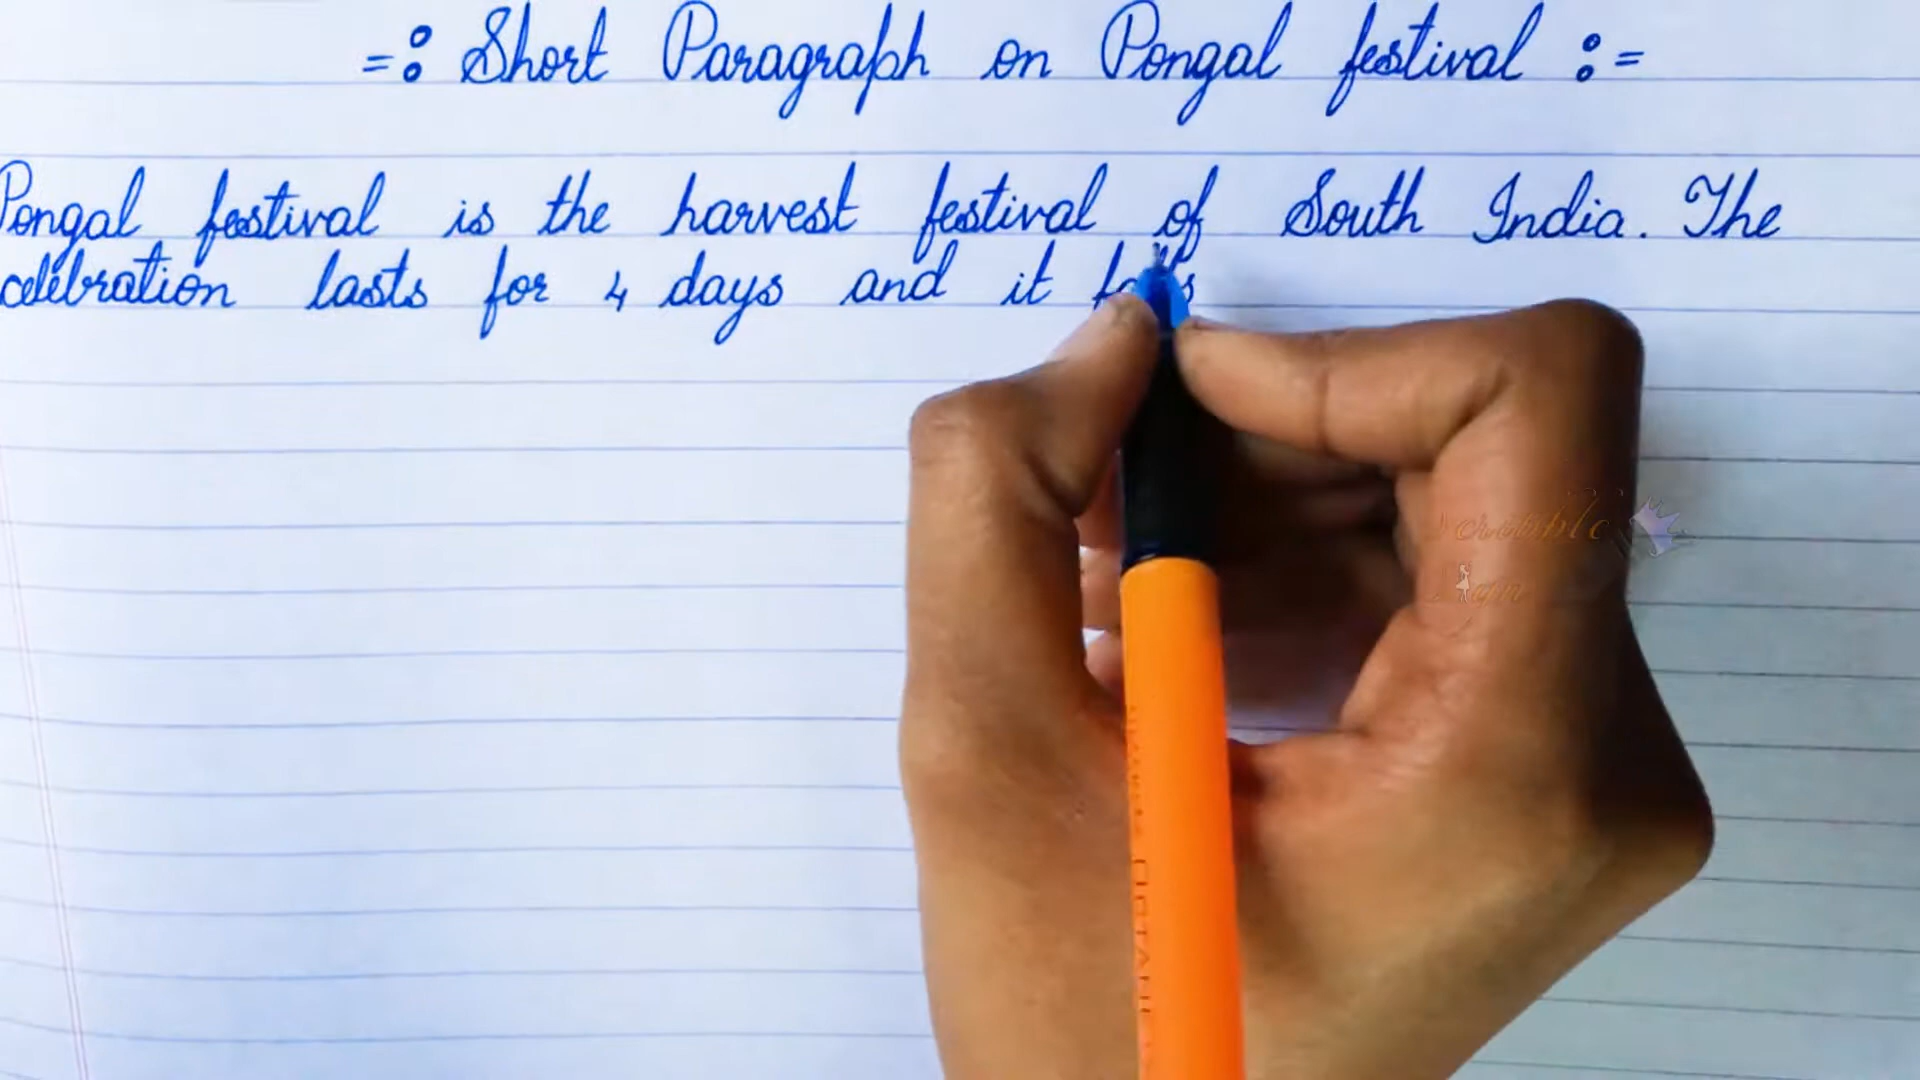 =: Short Paragraph on Pongal festival :=
Pongal festival is the harvest festival of South India. The
celebration lasts for 4 days and it falls